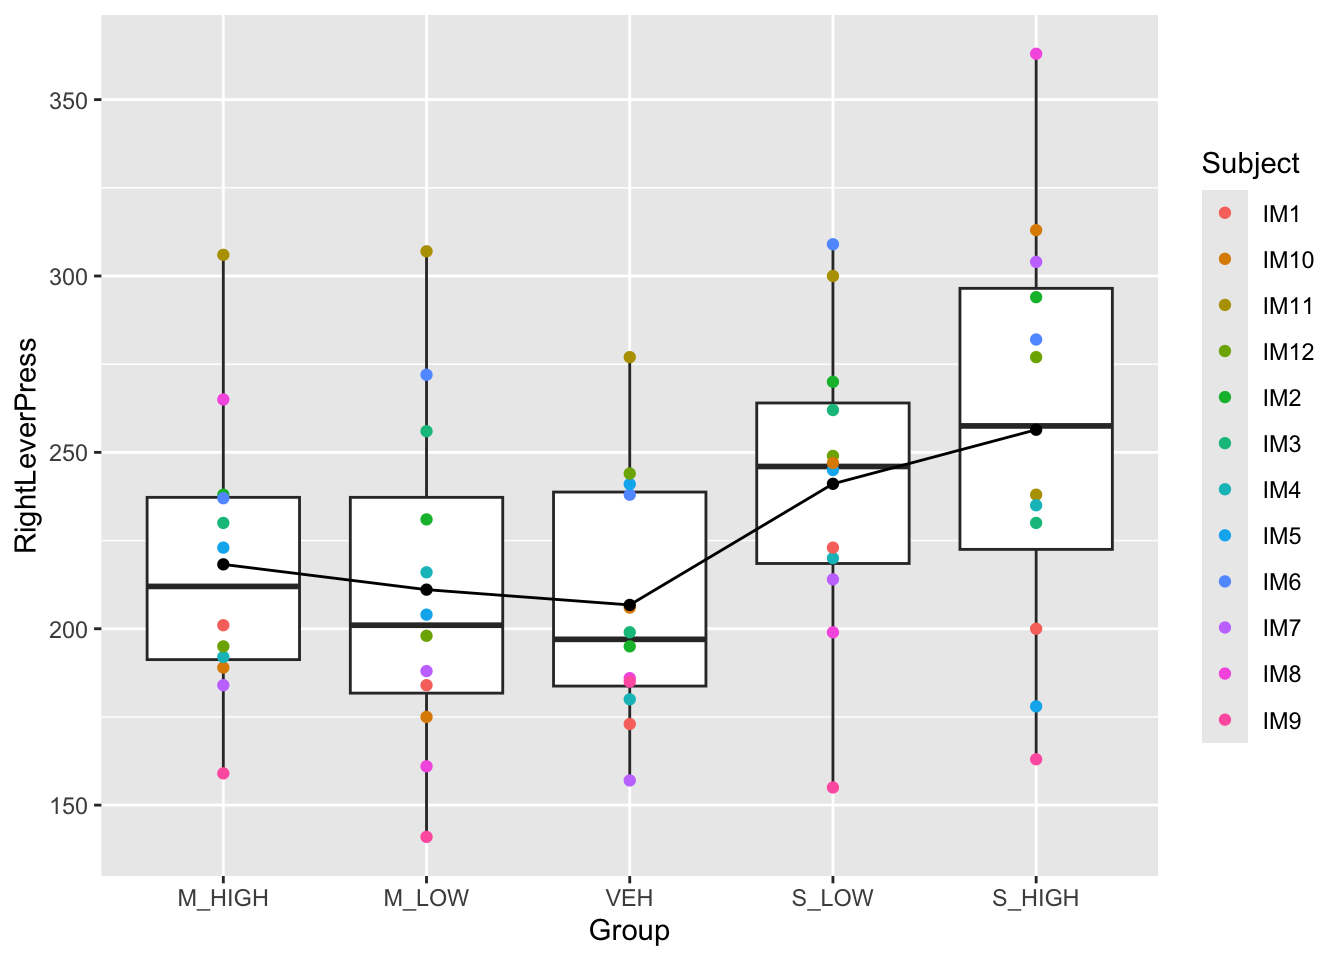 RightLeverPress
350
300
250
200
150
M_HIGH M_LOW VEH S_LOW S_HIGH
Group
Subject
IM1
IM10
IM11
IM12
IM2
IM3
IM4
IM5
IM6
IM7
IM8
IM9